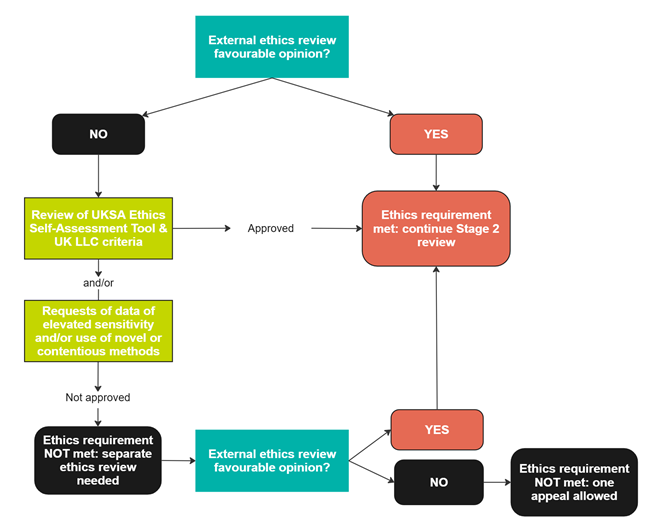 External ethics review
favourable opinion?
NO
YES
Review of UKSA Ethics
Self-Assessment Tool &
UK LLC criteria
Approved
Ethics requirement
met: continue Stage 2
review
and/or
Requests of data of
elevated sensitivity
and/or use of novel or
contentious methods
Not approved
Ethics requirement
NOT met: separate
ethics review
needed
External ethics review
favourable opinion?
YES
NO
Ethics requirement
NOT met: one
appeal allowed